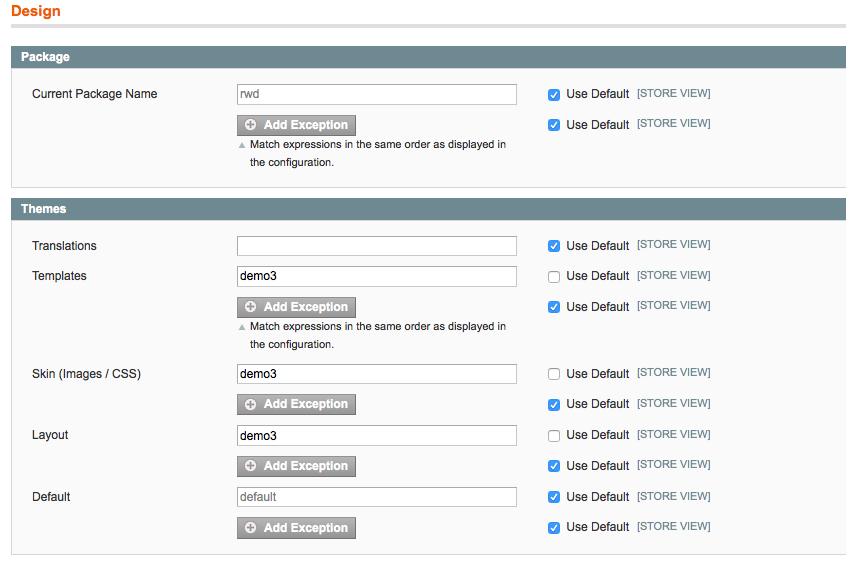 Design
Package
Current Package Name rwd Use Default [STORE VIEW]
Add Exception Use Default [STORE VIEW]
Match expressions in the same order as displayed in
the configuration.
Themes
Translations Use Default [STORE VIEW]
Templates demo3 Use Default [STORE VIEW]
Add Exception Use Default [STORE VIEW]
Match expressions in the same order as displayed in
the configuration.
Skin (Images / CSS) demo3 Use Default [STORE VIEW]
Add Exception Use Default [STORE VIEW]
Layout demo3 Use Default [STORE VIEW]
Add Exception Use Default [STORE VIEW]
Default default Use Default [STORE VIEW]
Add Exception Use Default [STORE VIEW]